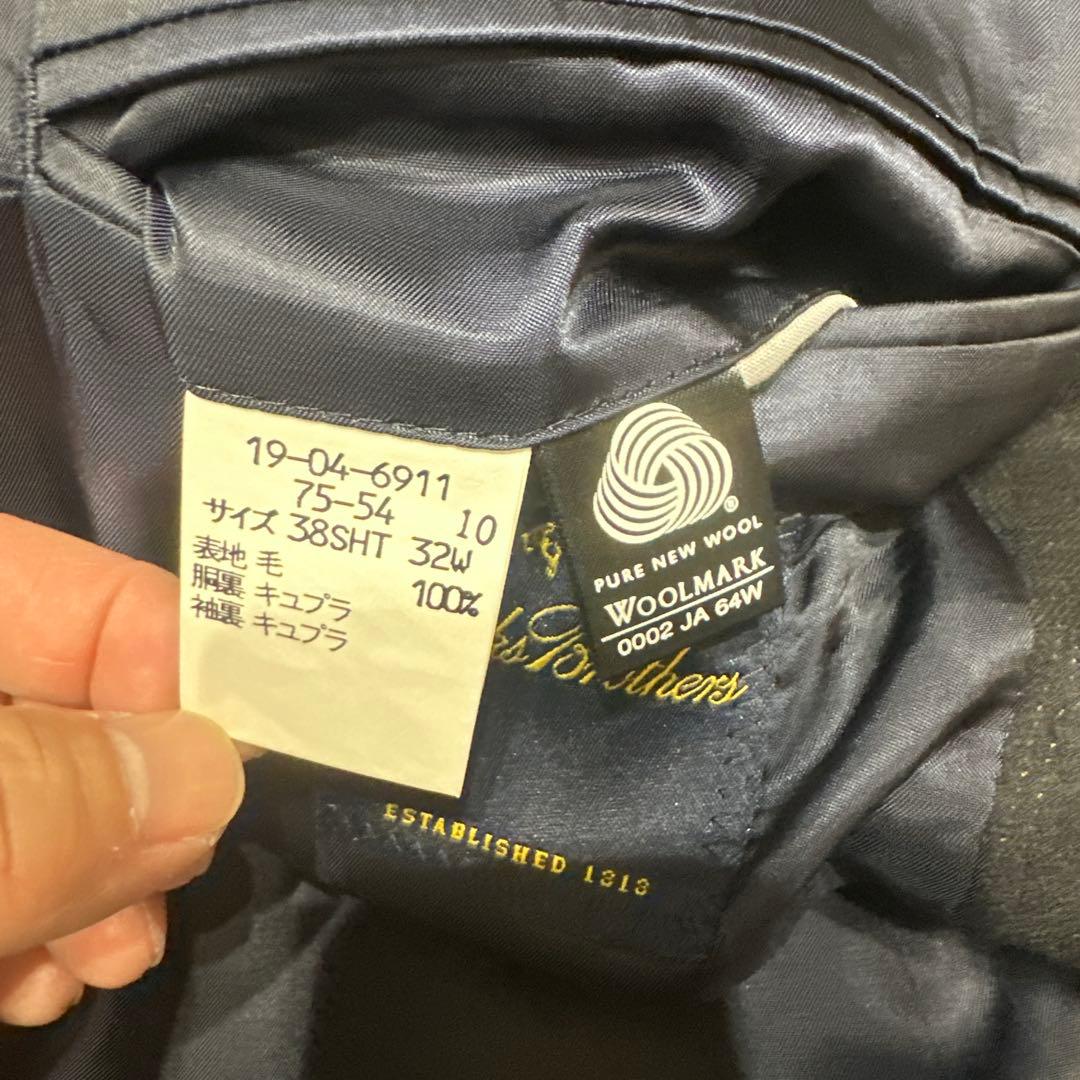 19-04-6911
75-54 10
サイズ 38SHT 32W
表地 毛
胴裏 キュプラ 100%
袖裏 キュプラ
®
PURE NEW WOOL
WOOLMARK
0002 JA 64W
Brothers
ESTABLISHED 1818